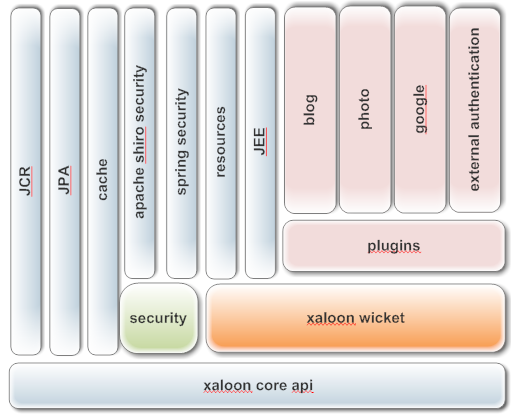 JCR
JPA
cache
apache shiro security
spring security
resources
JEE
blog
photo
google
external authentication
plugins
security
xaloon wicket
xaloon core api